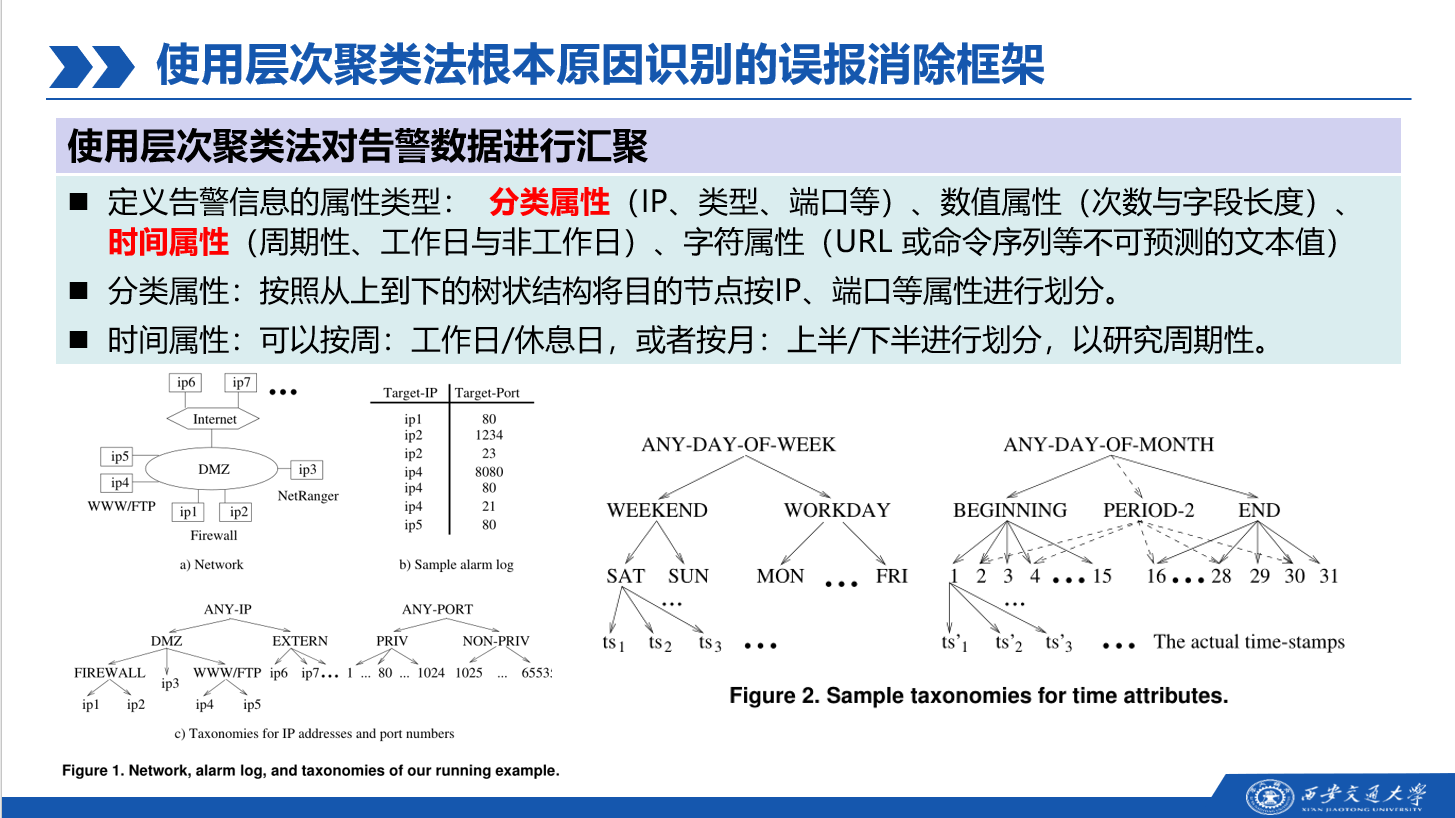 使用层次聚类法根本原因识别的误报消除框架
使用层次聚类法对告警数据进行汇聚
■ 定义告警信息的属性类型： 分类属性（IP、类型、端口等）、数值属性（次数与字段长度）、
时间属性（周期性、工作日与非工作日）、字符属性（URL 或命令序列等不可预测的文本值）
■ 分类属性：按照从上到下的树状结构将目的节点按IP、端口等属性进行划分。
■ 时间属性：可以按周：工作日/休息日，或者按月：上半/下半进行划分，以研究周期性。
ip6 ip7 •••
Internet
ip5
DMZ
ip3
ip4
WWW/FTP
NetRanger
ip1 ip2
Firewall
a) Network
Target-IP Target-Port
ip1 80
ip2 1234
ip2 23
ip4 8080
ip4 80
ip4 21
ip5 80
b) Sample alarm log
ANY-IP ANY-PORT
DMZ EXTERN PRIV NON-PRIV
FIREWALL ip3 WWW/FTP ip6 ip7 ••• 1 ... 80 ... 1024 1025 ... 6553
ip1 ip2 ip4 ip5
c) Taxonomies for IP addresses and port numbers
Figure 1. Network, alarm log, and taxonomies of our running example.
ANY-DAY-OF-WEEK
WEEKEND WORKDAY
SAT SUN MON ••• FRI
...
ts1 ts2 ts3 •••
ANY-DAY-OF-MONTH
BEGINNING PERIOD-2 END
1 2 3 4 ••• 15 16 ••• 28 29 30 31
...
ts'1 ts'2 ts'3 ••• The actual time-stamps
Figure 2. Sample taxonomies for time attributes.
西安交通大学
XI'AN JIAOTONG UNIVERSITY